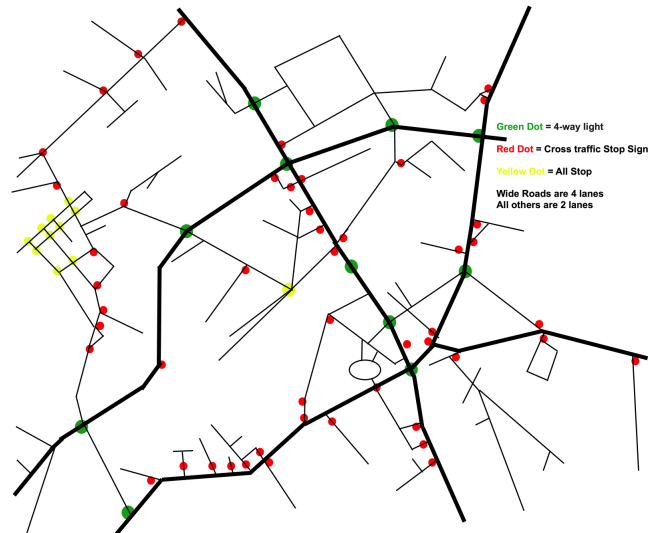 Green Dot = 4-way light
Red Dot = Cross traffic Stop Sign
Yellow Dot = All Stop
Wide Roads are 4 lanes
All others are 2 lanes